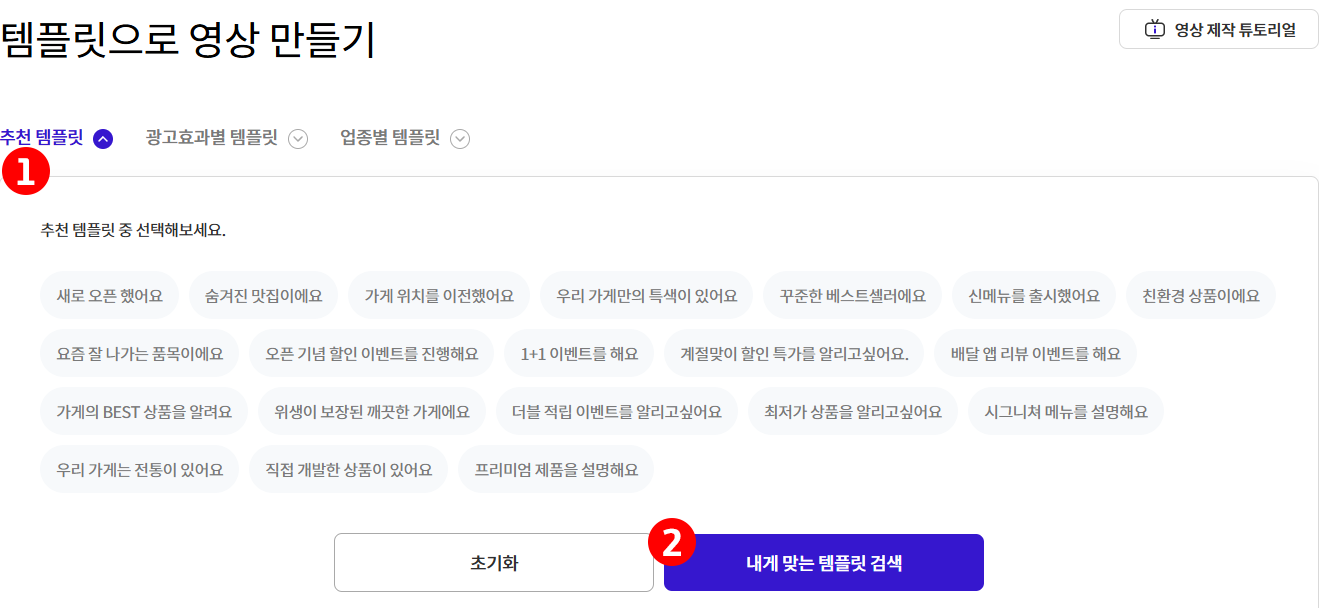 템플릿으로 영상 만들기
영상 제작 튜토리얼
추천 템플릿 광고효과별 템플릿 업종별 템플릿
1
추천 템플릿 중 선택해보세요.
새로 오픈 했어요 숨겨진 맛집이에요 가게 위치를 이전했어요 우리 가게만의 특색이 있어요 꾸준한 베스트셀러에요 신메뉴를 출시했어요 친환경 상품이에요
요즘 잘 나가는 품목이에요 오픈 기념 할인 이벤트를 진행해요 1+1 이벤트를 해요 계절맞이 할인 특가를 알리고싶어요. 배달 앱 리뷰 이벤트를 해요
가게의 BEST 상품을 알려요 위생이 보장된 깨끗한 가게에요 더블 적립 이벤트를 알리고싶어요 최저가 상품을 알리고싶어요 시그니쳐 메뉴를 설명해요
우리 가게는 전통이 있어요 직접 개발한 상품이 있어요 프리미엄 제품을 설명해요
2
초기화 내게 맞는 템플릿 검색